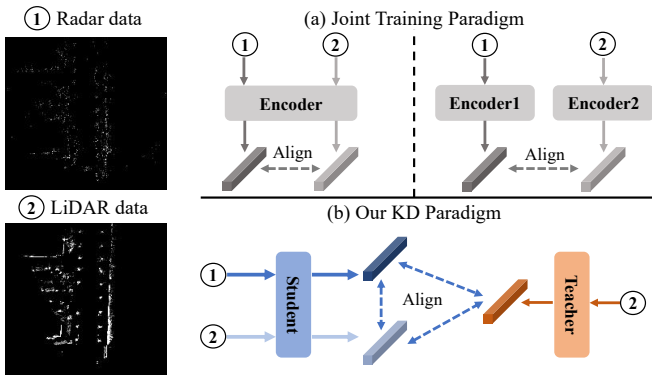 ① Radar data
② LiDAR data
(a) Joint Training Paradigm
① ② ① ②
Encoder Encoder1 Encoder2
Align Align
(b) Our KD Paradigm
①
②
Student
Align
Teacher
②